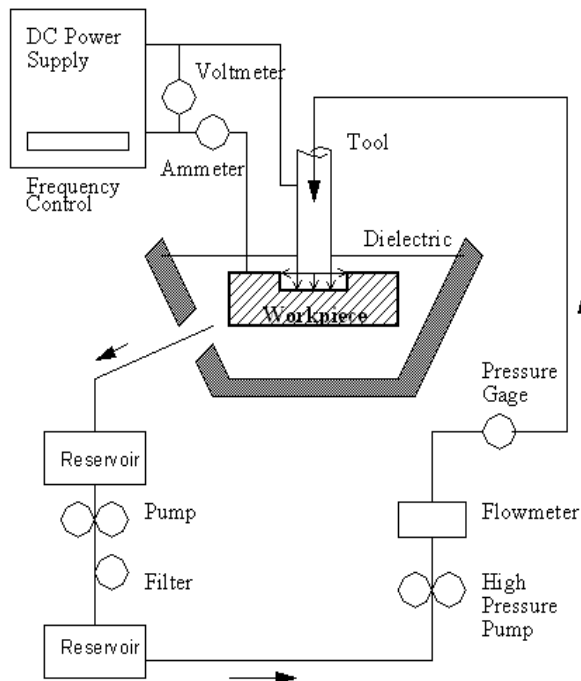 DC Power
Supply
Voltmeter
Ammeter
Frequency
Control
Tool
Dielectric
Workpiece
Pressure
Gage
Reservoir
Flowmeter
Pump
Filter
High
Pressure
Pump
Reservoir